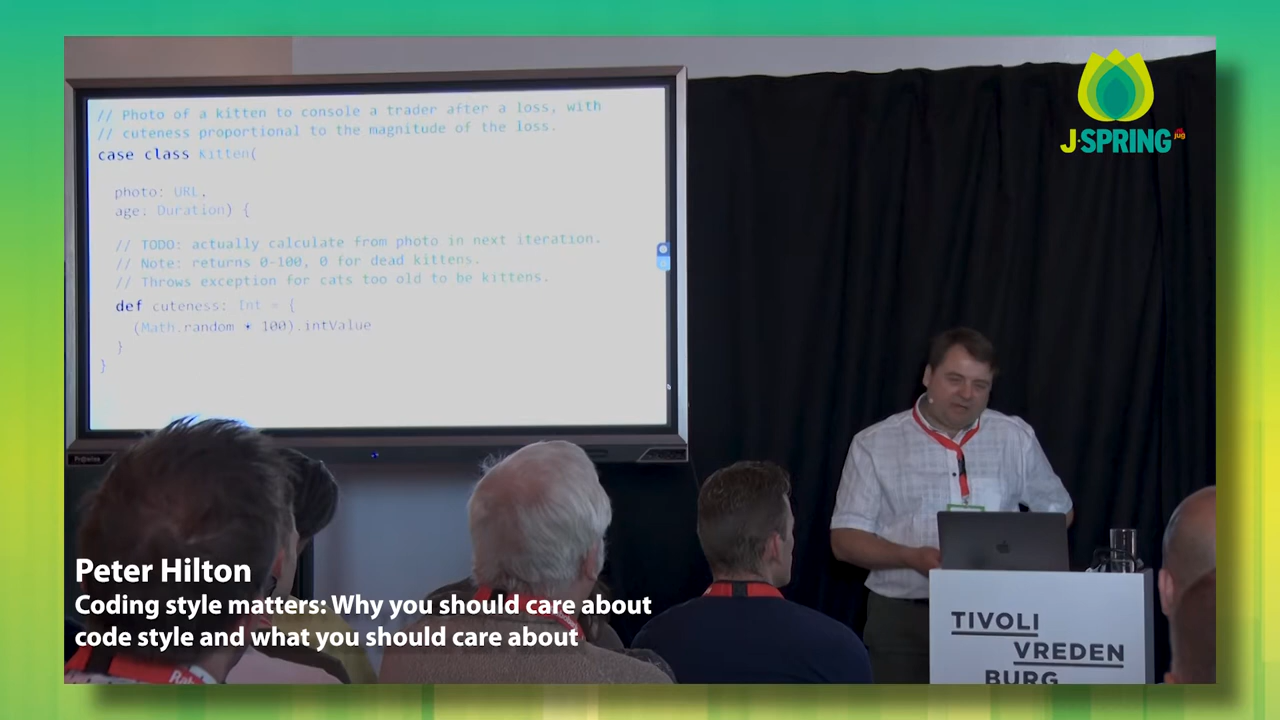 // Photo of a kitten to console a trader after a loss, with
// cuteness proportional to the magnitude of the loss.
case class Kitten(
photo: URL,
age: Duration) {
// TODO: actually calculate from photo in next iteration.
// Note: returns 0-100, 0 for dead kittens.
// Throws exception for cats too old to be kittens.
def cuteness: Int = {
(Math.random * 100).intValue
}
}
J-SPRING
jug
Prowise
Peter Hilton
Coding style matters: Why you should care about
code style and what you should care about
TIVOLI
VREDEN
BURG